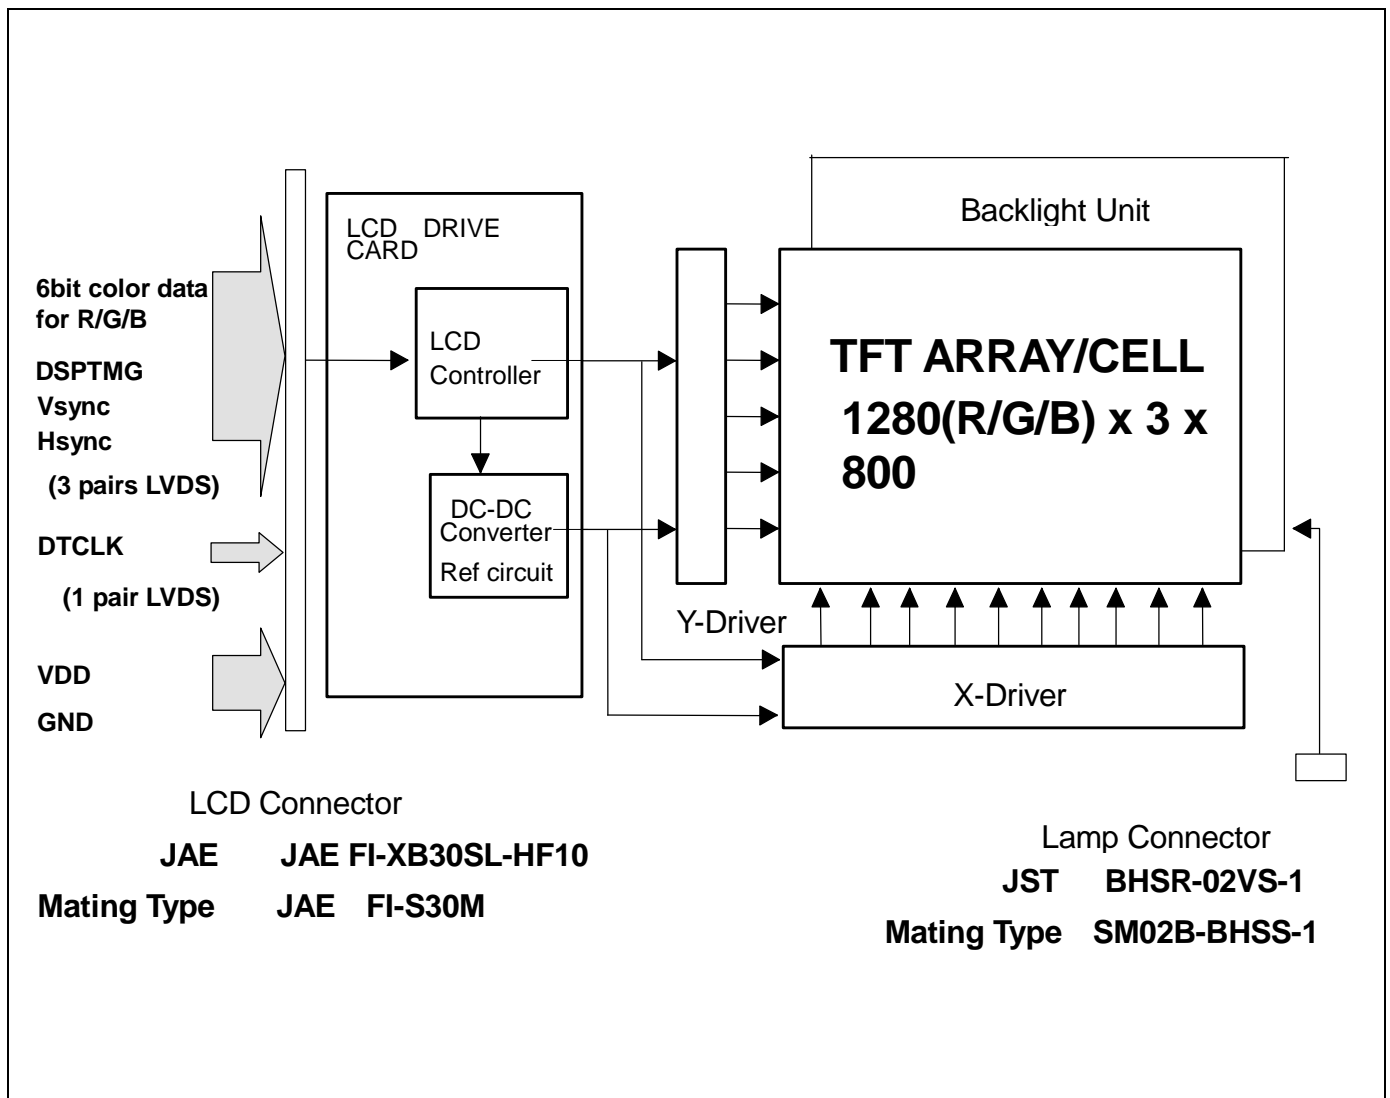 Backlight Unit
LCD DRIVE
CARD
6bit color data
for R/G/B
DSPTMG
Vsync
Hsync
(3 pairs LVDS)
DTCLK
(1 pair LVDS)
VDD
GND
LCD
Controller
DC-DC
Converter
Ref circuit
TFT ARRAY/CELL
1280(R/G/B) x 3 x
800
Y-Driver
X-Driver
LCD Connector
JAE JAE FI-XB30SL-HF10
Mating Type JAE FI-S30M
Lamp Connector
JST BHSR-02VS-1
Mating Type SM02B-BHSS-1